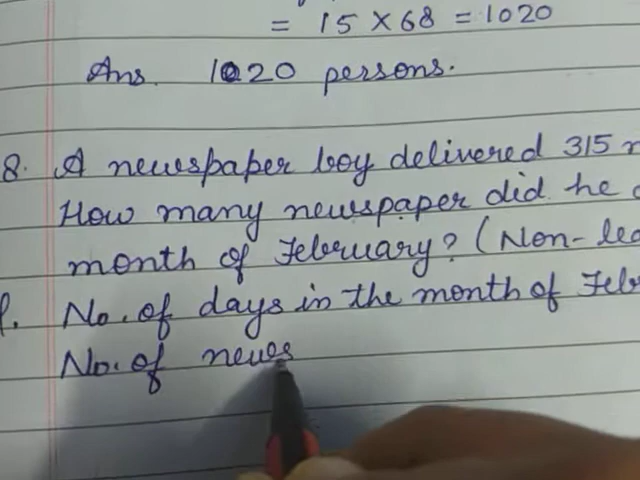 = 15 × 68 = 1020
Ans. 1020 persons.
8. A newspaper boy delivered 315
How many newspaper did he
month of February? (Non-
No. of days in the month of
No. of news